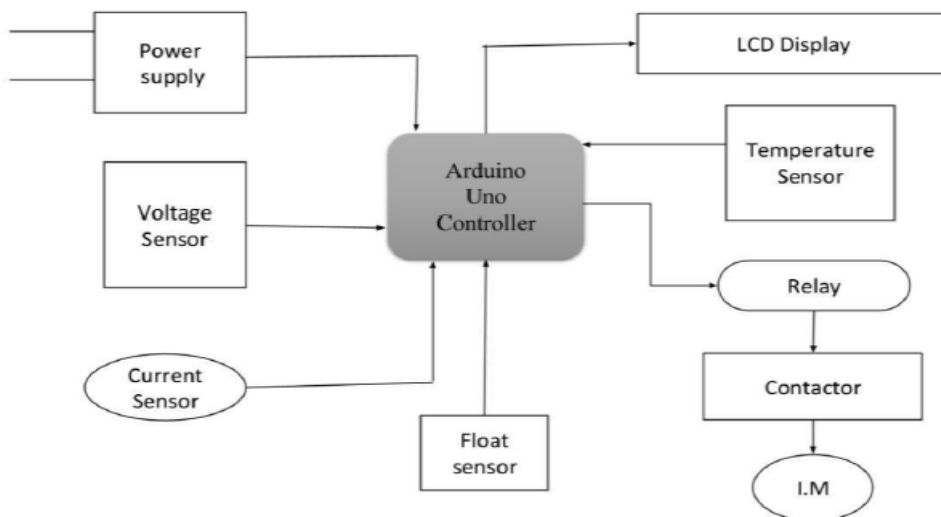 Power
supply
LCD Display
Arduino
Uno
Controller
Temperature
Sensor
Voltage
Sensor
Relay
Current
Sensor
Contactor
Float
sensor
I.M